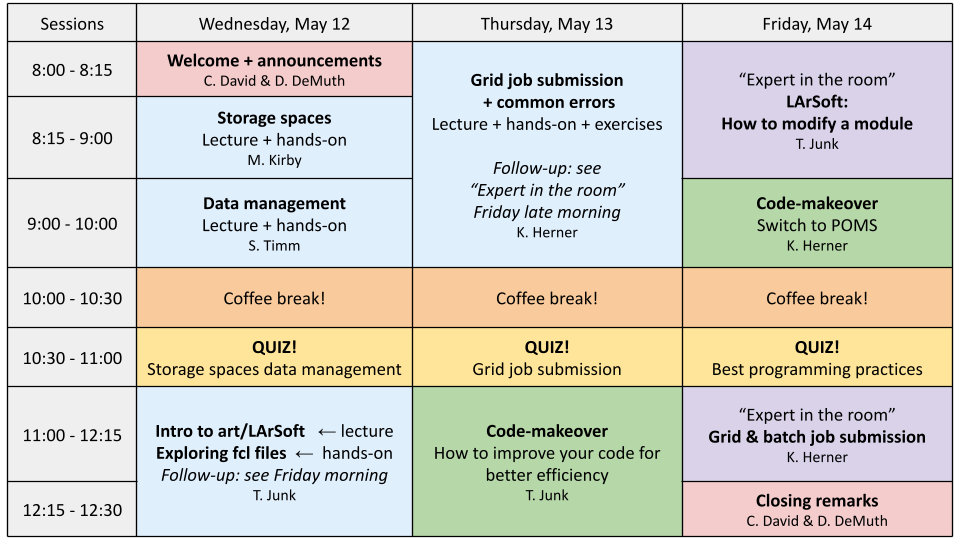 Sessions
Wednesday, May 12
Thursday, May 13
Friday, May 14
8:00 - 8:15
Welcome + announcements
C. David & D. DeMuth
Grid job submission
+ common errors
Lecture + hands-on + exercises
Follow-up: see
“Expert in the room”
Friday late morning
K. Herner
“Expert in the room”
LArSoft:
How to modify a module
T. Junk
8:15 - 9:00
Storage spaces
Lecture + hands-on
M. Kirby
9:00 - 10:00
Data management
Lecture + hands-on
S. Timm
Code-makeover
Switch to POMS
K. Herner
10:00 - 10:30
Coffee break!
Coffee break!
Coffee break!
10:30 - 11:00
QUIZ!
Storage spaces data management
QUIZ!
Grid job submission
QUIZ!
Best programming practices
11:00 - 12:15
Intro to art/LArSoft ← lecture
Exploring fcl files ← hands-on
Follow-up: see Friday morning
T. Junk
Code-makeover
How to improve your code for
better efficiency
T. Junk
“Expert in the room”
Grid & batch job submission
K. Herner
12:15 - 12:30
Closing remarks
C. David & D. DeMuth